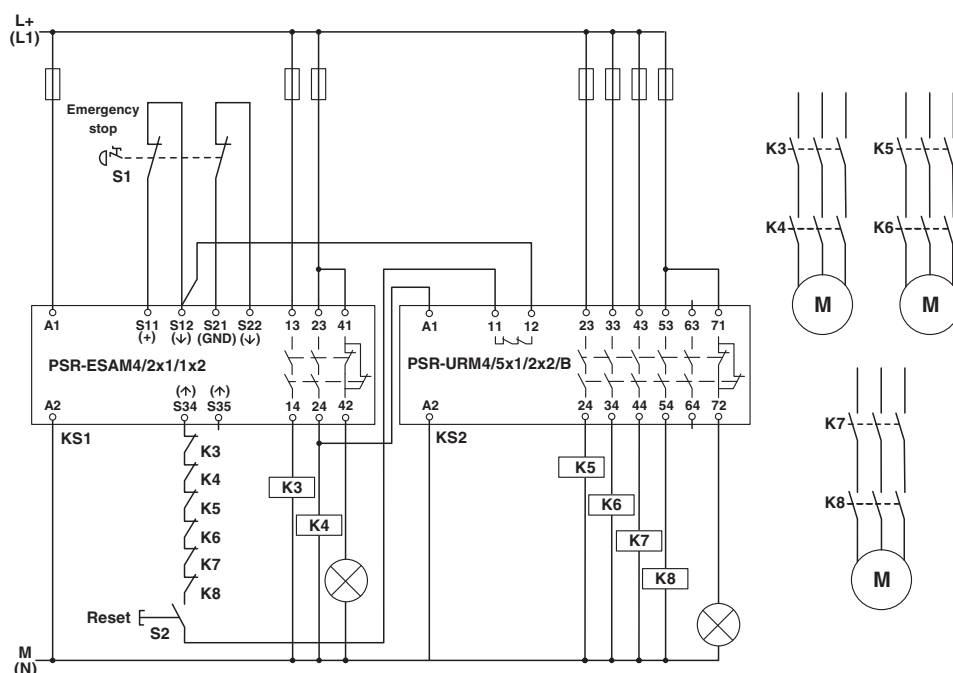 L+
(L1)
Emergency
stop
S1
K3
K5
K4
K6
M
M
A1
S11
(+)
S12
(↓)
S21
(GND)
S22
(↓)
13
23
41
A1
11
12
23
33
43
53
63
71
PSR-ESAM4/2x1/1x2
PSR-URM4/5x1/2x2/B
A2
(↑)
S34
(↑)
S35
14
24
42
A2
24
34
44
54
64
72
KS1
KS2
K3
K4
K5
K6
K7
K8
K3
K4
K5
K6
K7
K8
K7
K8
M
Reset
S2
M
(N)